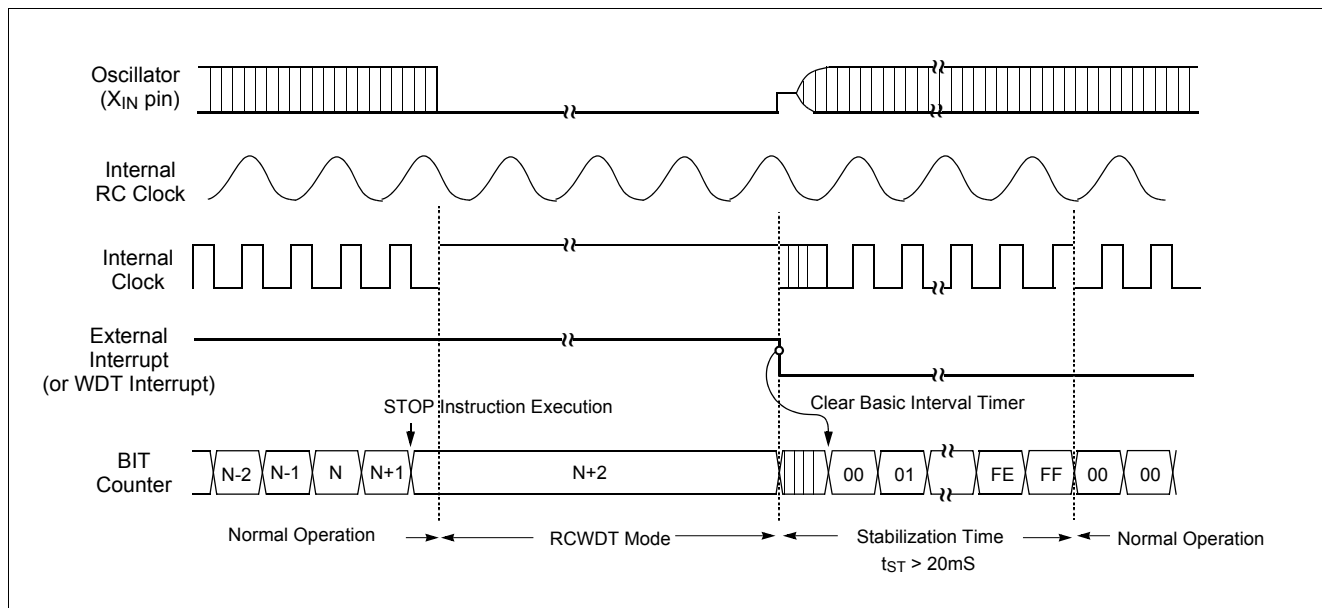 Oscillator
(XIN pin)
Internal
RC Clock
Internal
Clock
External
Interrupt
(or WDT Interrupt)
STOP Instruction Execution
Clear Basic Interval Timer
BIT
Counter
N-2 N-1 N N+1 N+2 00 01 FE FF 00 00
Normal Operation RCWDT Mode Stabilization Time Normal Operation
tST > 20mS